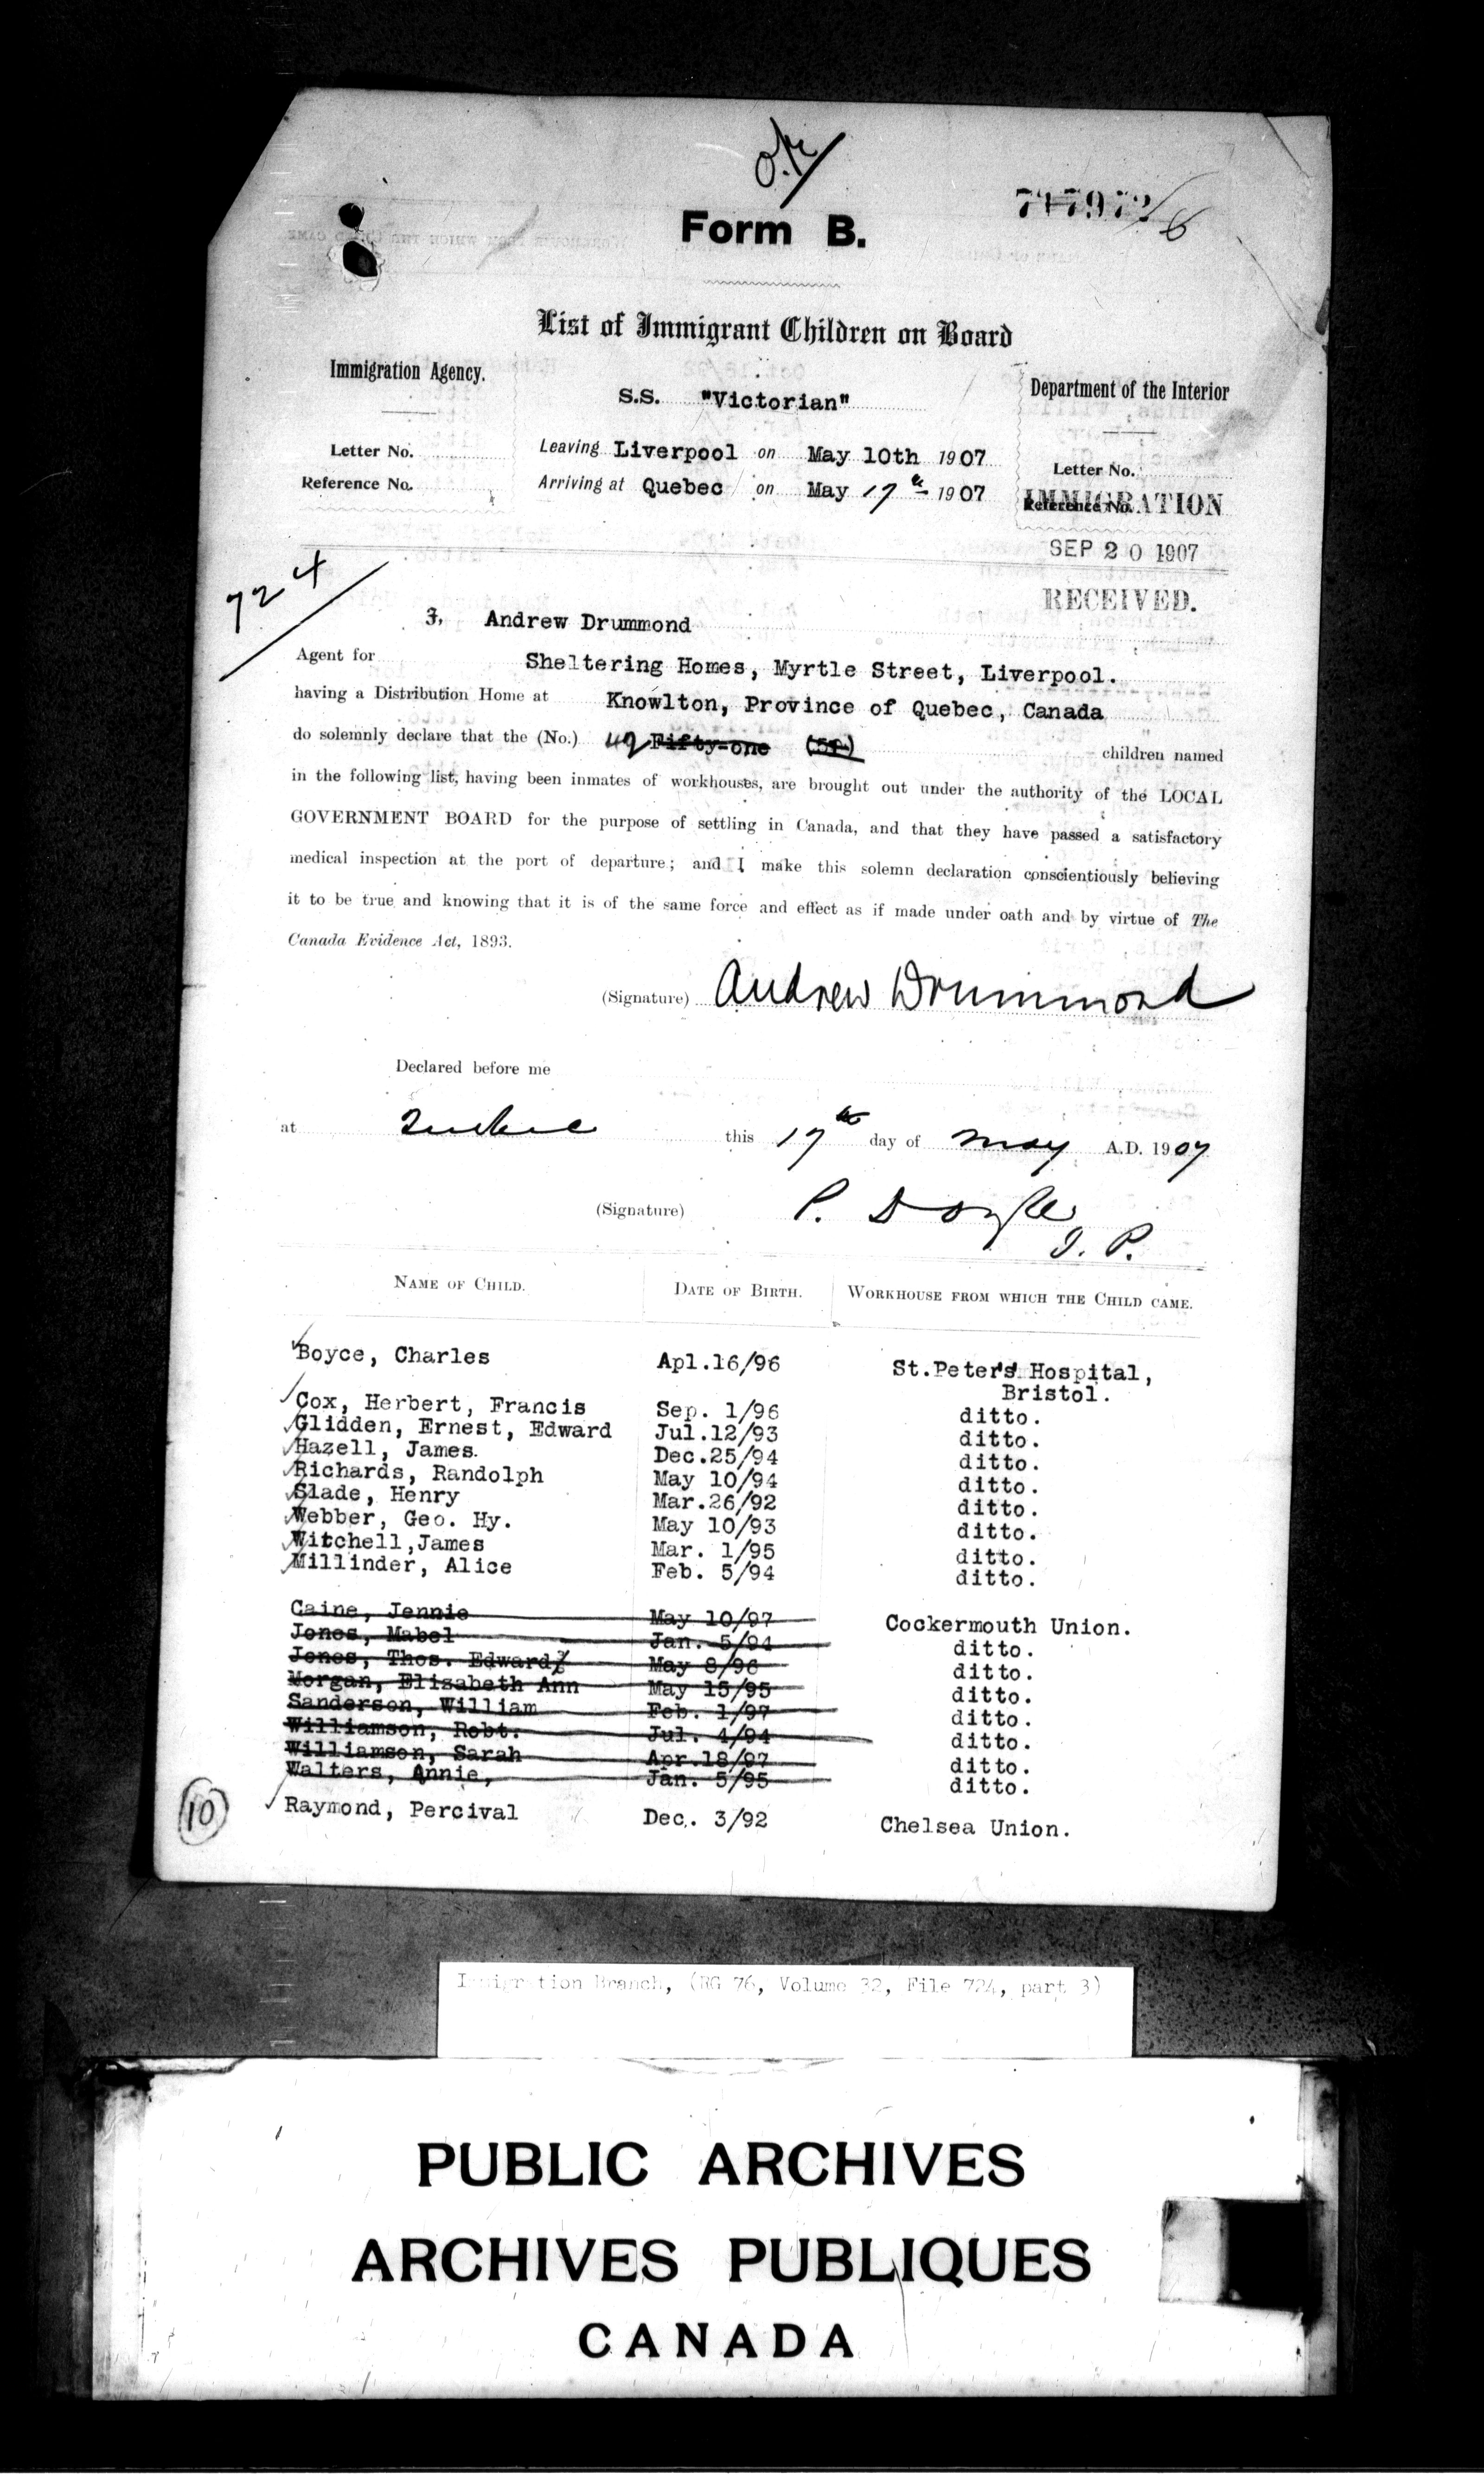 O.K.
Form B.
List of Immigrant Children on Board
Immigration Agency.
S.S. "Victorian"
Department of the Interior
Letter No.
Leaving Liverpool on May 10th 1907
Letter No.
Reference No.
Arriving at Quebec on May 17th 1907
Reference No.
IMMIGRATION
SEP 20 1907
RECEIVED.
724
I, Andrew Drummond
Agent for Sheltering Homes, Myrtle Street, Liverpool.
having a Distribution Home at Knowlton, Province of Quebec, Canada
do solemnly declare that the (No.) 42 Fifty-one children named
in the following list, having been inmates of workhouses, are brought out under the authority of the LOCAL
GOVERNMENT BOARD for the purpose of settling in Canada, and that they have passed a satisfactory
medical inspection at the port of departure; and I make this solemn declaration conscientiously believing
it to be true and knowing that it is of the same force and effect as if made under oath and by virtue of The
Canada Evidence Act, 1893.
(Signature) Andrew Drummond
Declared before me
at Quebec this 17th day of May A.D. 1907
(Signature) P. Doyle
J. P.
NAME OF CHILD. DATE OF BIRTH. WORKHOUSE FROM WHICH THE CHILD CAME.
Boyce, Charles Apl.16/96 St.Peter's Hospital,
Bristol.
Cox, Herbert, Francis Sep. 1/96 ditto.
Glidden, Ernest, Edward Jul.12/93 ditto.
Hazell, James. Dec.25/94 ditto.
Richards, Randolph May 10/94 ditto.
Slade, Henry Mar.26/92 ditto.
Webber, Geo. Hy. May 10/93 ditto.
Witchell,James Mar. 1/95 ditto.
Millinder, Alice Feb. 5/94 ditto.
Caine, Jennie May 10/97 Cockermouth Union.
Jones, Mabel Jan. 5/94 ditto.
Jones, Thos. Edward May 8/96 ditto.
Morgan, Elizabeth Ann May 15/95 ditto.
Sanderson, William Feb. 1/97 ditto.
Williamson, Robt. Jul. 4/94 ditto.
Williamson, Sarah Apr.18/97 ditto.
Walters, Annie, Jan. 5/95 ditto.
10
Raymond, Percival Dec. 3/92 Chelsea Union.
Immigration Branch, (RG 76, Volume 32, File 724, part 3)
PUBLIC ARCHIVES
ARCHIVES PUBLIQUES
CANADA